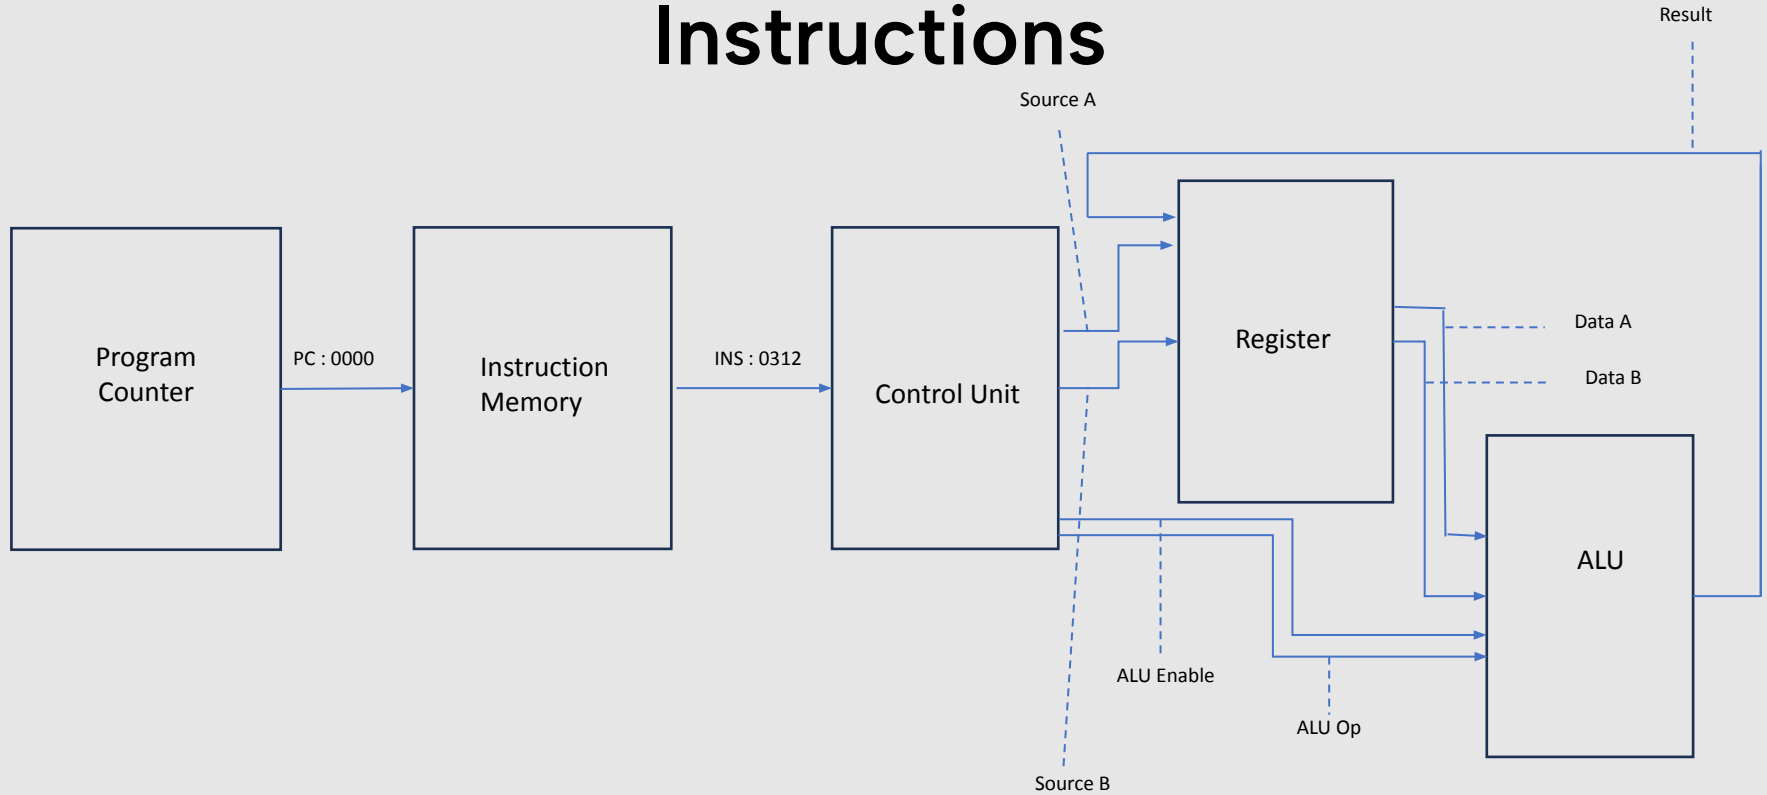 Instructions
Result
Source A
Program
Counter
PC : 0000
Instruction
Memory
INS : 0312
Control Unit
Register
Data A
Data B
ALU
ALU Enable
ALU Op
Source B